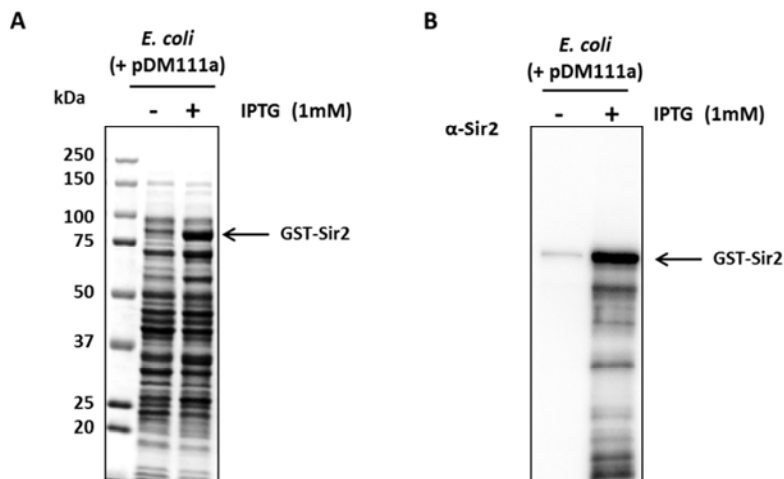 A
E. coli
(+ pDM111a)
kDa
- + IPTG (1mM)
250
150
100
75
GST-Sir2
50
37
25
20
B
E. coli
(+ pDM111a)
- + IPTG (1mM)
α-Sir2
GST-Sir2